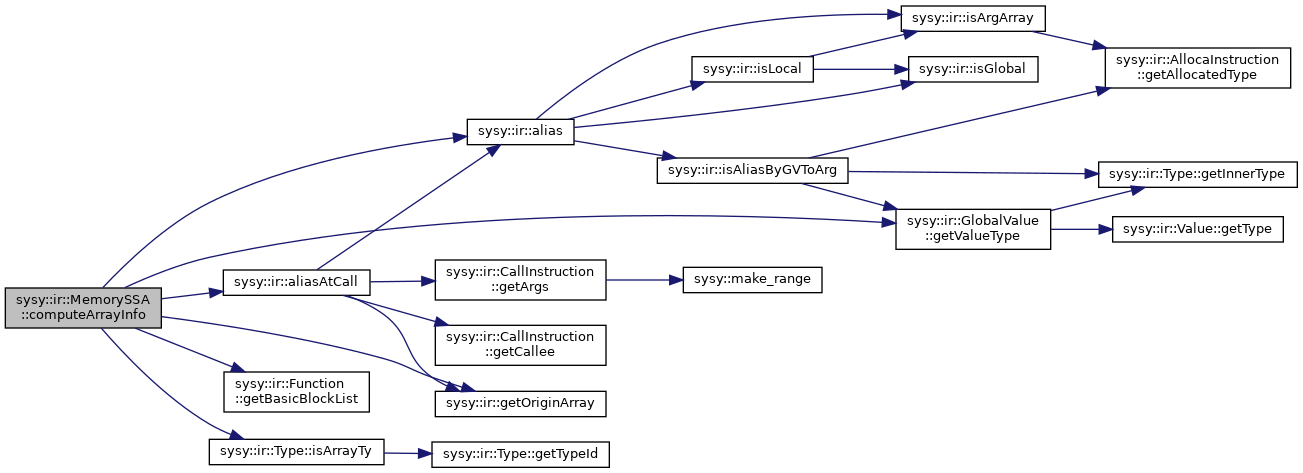 sysy::ir::MemorySSA
::computeArrayInfo
sysy::ir::alias
sysy::ir::isArgArray
sysy::ir::isLocal
sysy::ir::isGlobal
sysy::ir::AllocaInstruction
::getAllocatedType
sysy::ir::isAliasByGVToArg
sysy::ir::Type::getInnerType
sysy::ir::GlobalValue
::getValueType
sysy::ir::Value::getType
sysy::ir::aliasAtCall
sysy::ir::CallInstruction
::getArgs
sysy::make_range
sysy::ir::CallInstruction
::getCallee
sysy::ir::getOriginArray
sysy::ir::Function
::getBasicBlockList
sysy::ir::Type::isArrayTy
sysy::ir::Type::getTypeId